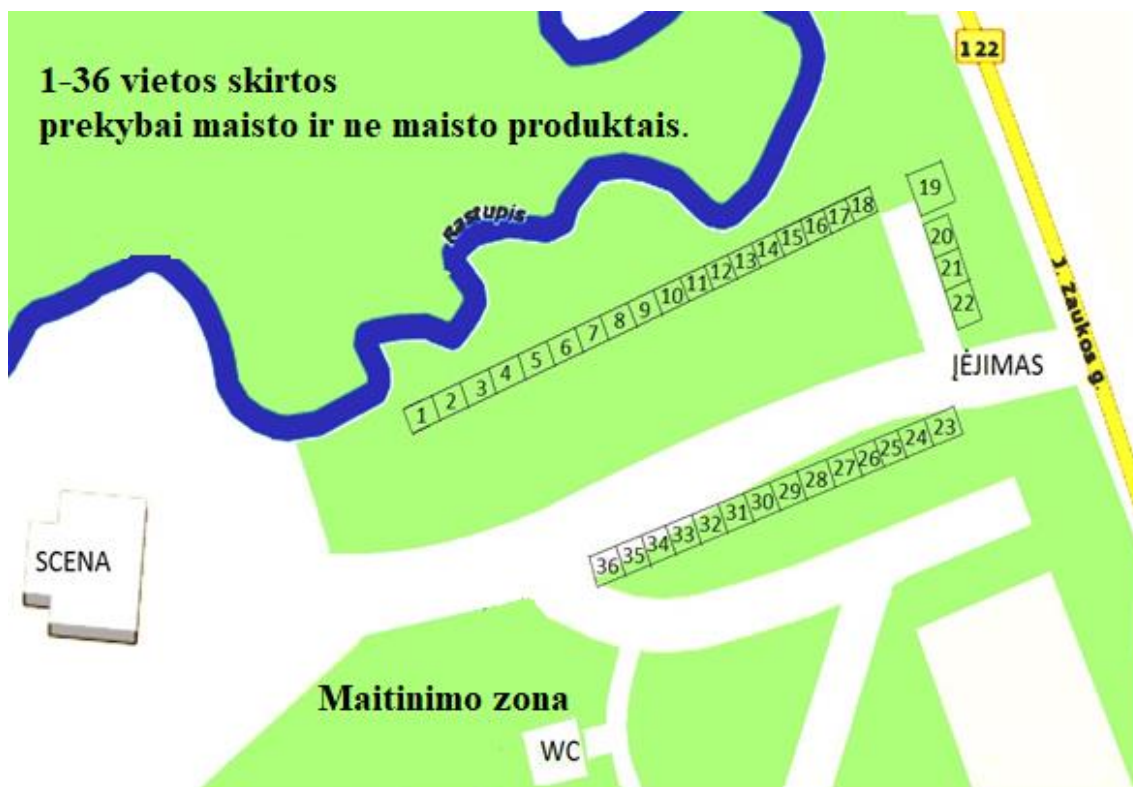 1-36 vietos skirtos
prekybai maisto ir ne maisto produktais.
122
Rastupis
19
20
21
22
1 2 3 4 5 6 7 8 9 10 11 12 13 14 15 16 17 18
J. Zaukos g.
ĮĖJIMAS
36 35 34 33 32 31 30 29 28 27 26 25 24 23
SCENA
Maitinimo zona
WC